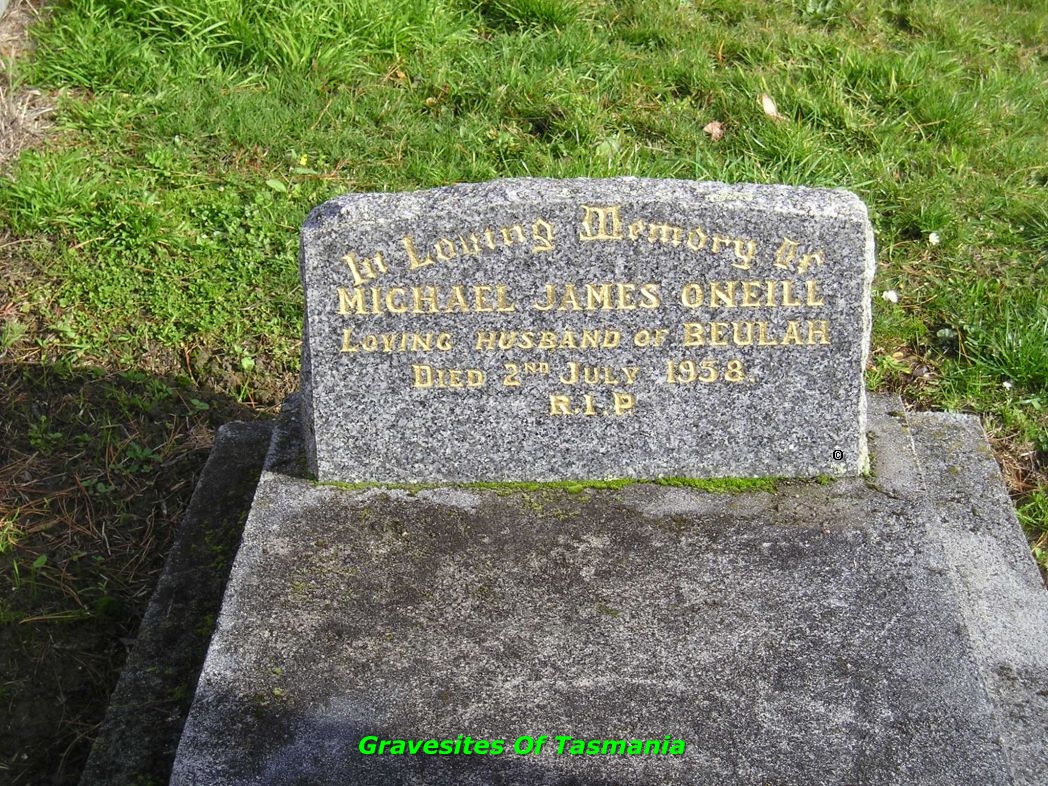 In Loving Memory Of
MICHAEL JAMES ONEILL
LOVING HUSBAND OF BEULAH
DIED 2ND JULY 1958.
R.I.P
©
Gravesites Of Tasmania